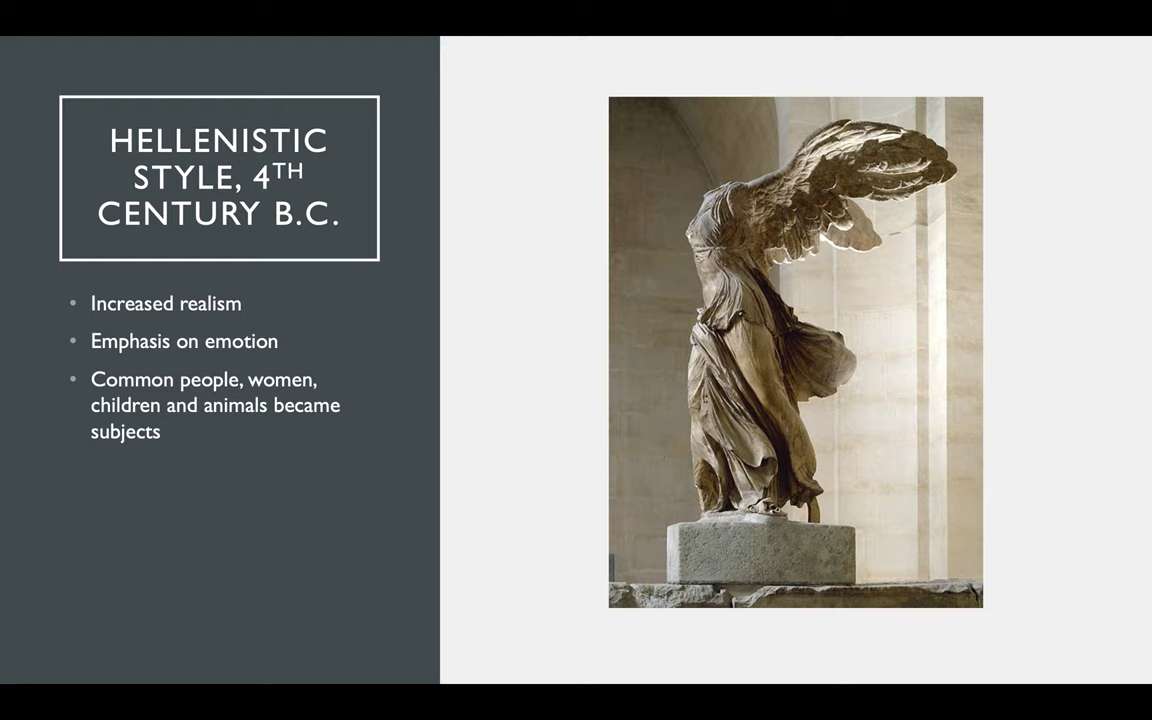 HELLENISTIC
STYLE, 4TH
CENTURY B.C.
• Increased realism
• Emphasis on emotion
• Common people, women,
children and animals became
subjects